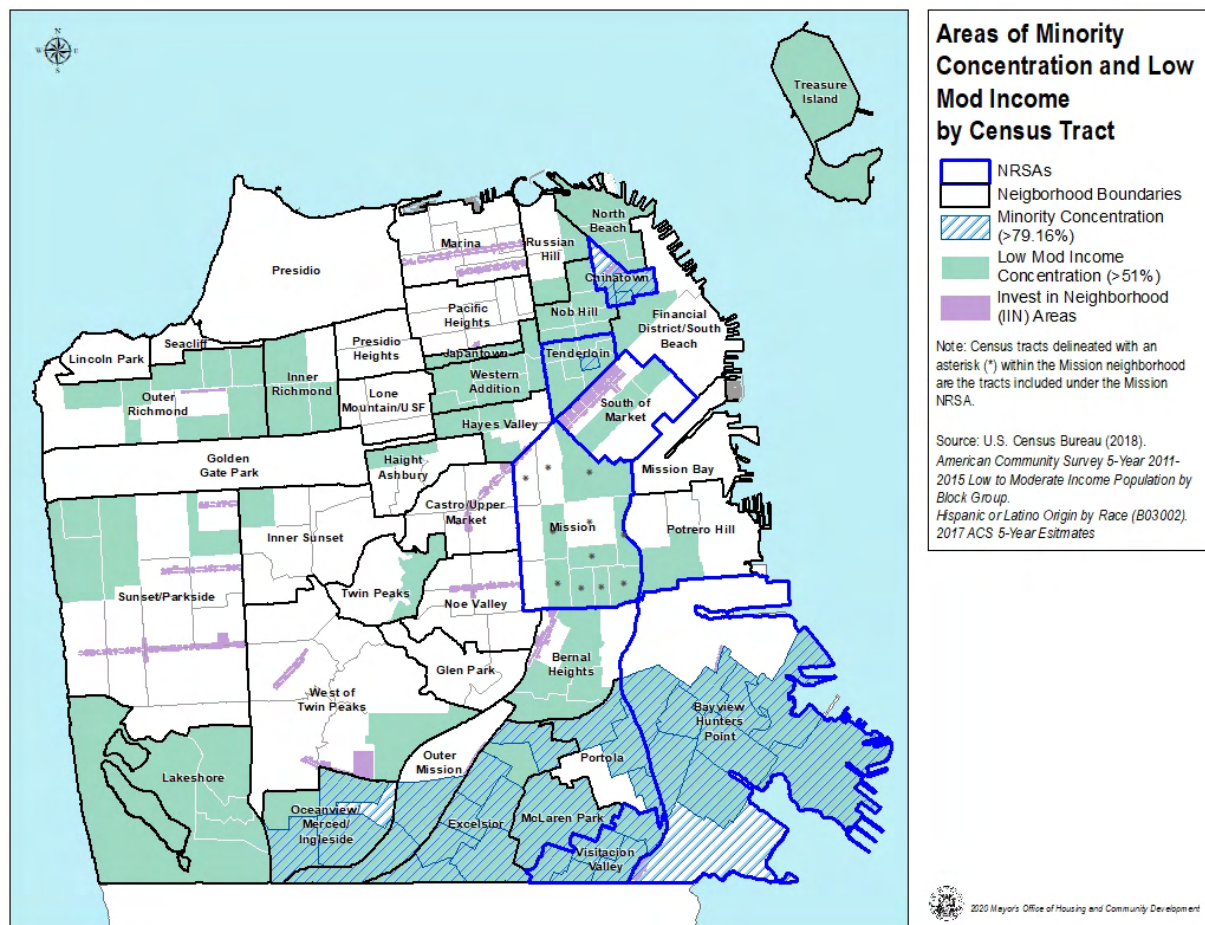 N
W
E
S
Treasure
Island
North
Beach
Marina
Russian
Hill
Presidio
Chinatown
Pacific
Heights
Nob Hill
Financial
District/South
Beach
Seacliff
Lincoln Park
Presidio
Heights
Japantown
Tenderloin
Western
Addition
Inner
Richmond
Outer
Richmond
Lone
Mountain/USF
South of
Market
Hayes Valley
Golden
Gate Park
Haight
Ashbury
Mission Bay
Castro/Upper
Market
Mission
Potrero Hill
Inner Sunset
Sunset/Parkside
Twin Peaks
Noe Valley
Glen Park
Bernal
Heights
West of
Twin Peaks
Bayview
Hunters
Point
Outer
Mission
Portola
Lakeshore
Oceanview/
Merced/
Ingleside
Excelsior
McLaren Park
Visitacion
Valley
Areas of Minority
Concentration and Low
Mod Income
by Census Tract
NRSAs
Neigborhood Boundaries
Minority Concentration
(>79.16%)
Low Mod Income
Concentration (>51%)
Invest in Neighborhood
(IIN) Areas
Note: Census tracts delineated with an
asterisk (*) within the Mission neighborhood
are the tracts included under the Mission
NRSA.
Source: U.S. Census Bureau (2018).
American Community Survey 5-Year 2011-
2015 Low to Moderate Income Population by
Block Group.
Hispanic or Latino Origin by Race (B03002).
2017 ACS 5-Year Esitmates
2020 Mayor's Office of Housing and Community Development